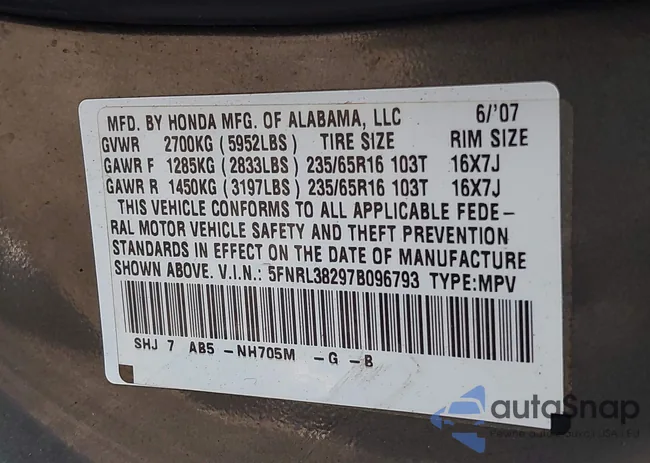 MFD. BY HONDA MFG. OF ALABAMA, LLC 6/'07
GVWR 2700KG (5952LBS) TIRE SIZE RIM SIZE
GAWR F 1285KG (2833LBS) 235/65R16 103T 16X7J
GAWR R 1450KG (3197LBS) 235/65R16 103T 16X7J
THIS VEHICLE CONFORMS TO ALL APPLICABLE FEDE-
RAL MOTOR VEHICLE SAFETY AND THEFT PREVENTION
STANDARDS IN EFFECT ON THE DATE OF MANUFACTURE
SHOWN ABOVE. V.I.N.: 5FNRL38297B096793 TYPE:MPV
SHJ 7 AB5 -NH705M -G -B
autoSnap